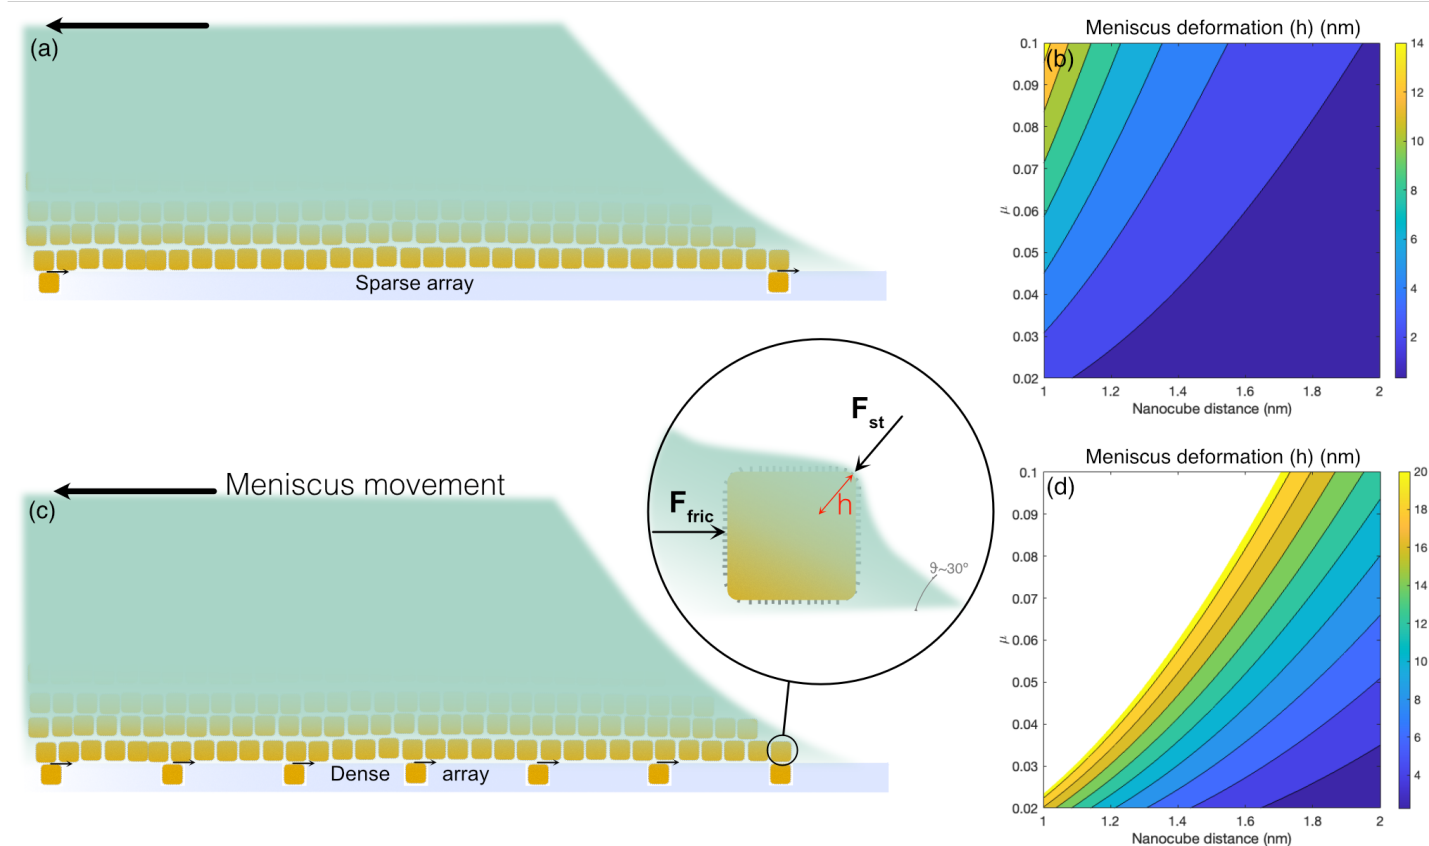 (a)
Sparse array
Meniscus deformation (h) (nm)
(b)
0.1
0.09
0.08
0.07
0.06
0.05
0.04
0.03
0.02
μ
1
1.2
1.4
1.6
1.8
2
Nanocube distance (nm)
14
12
10
8
6
4
2
Meniscus movement
(c)
Dense array
F st
F fric
h
ϑ~30°
Meniscus deformation (h) (nm)
(d)
0.1
0.09
0.08
0.07
0.06
0.05
0.04
0.03
0.02
μ
1
1.2
1.4
1.6
1.8
2
Nanocube distance (nm)
20
18
16
14
12
10
8
6
4